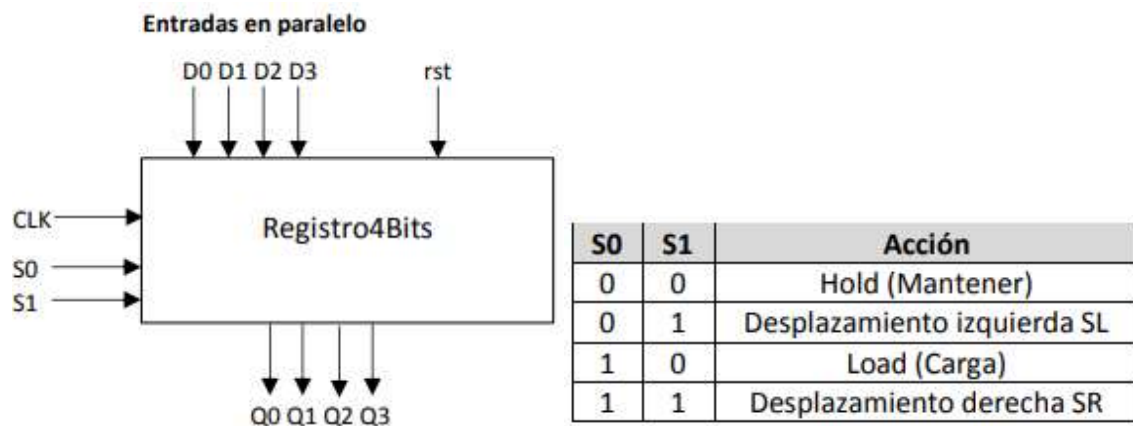 Entradas en paralelo
D0 D1 D2 D3 rst
Registro4Bits
CLK
S0
S1
Q0 Q1 Q2 Q3
S0 S1 Acción
0 0 Hold (Mantener)
0 1 Desplazamiento izquierda SL
1 0 Load (Carga)
1 1 Desplazamiento derecha SR